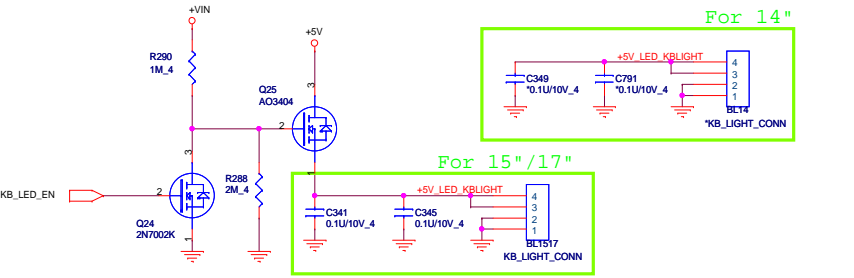 For 14"
+VIN
+5V
R290
1M_4
Q25
AO3404
3
2
1
+5V_LED_KBLIGHT
C349
*0.1U/10V_4
C791
*0.1U/10V_4
4
3
2
1
BL14
*KB_LIGHT_CONN
For 15"/17"
KB_LED_EN
3
2
1
Q24
2N7002K
R288
2M_4
+5V_LED_KBLIGHT
C341
0.1U/10V_4
C345
0.1U/10V_4
4
3
2
1
BL1517
KB_LIGHT_CONN